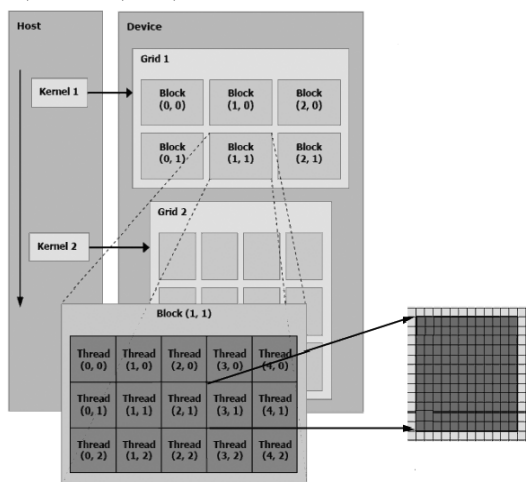 Host
Device
Grid 1
Kernel 1
Block
(0, 0)
Block
(1, 0)
Block
(2, 0)
Block
(0, 1)
Block
(1, 1)
Block
(2, 1)
Grid 2
Kernel 2
Block (1, 1)
Thread
(0, 0)
Thread
(1, 0)
Thread
(2, 0)
Thread
(3, 0)
Thread
(4, 0)
Thread
(0, 1)
Thread
(1, 1)
Thread
(2, 1)
Thread
(3, 1)
Thread
(4, 1)
Thread
(0, 2)
Thread
(1, 2)
Thread
(2, 2)
Thread
(3, 2)
Thread
(4, 2)